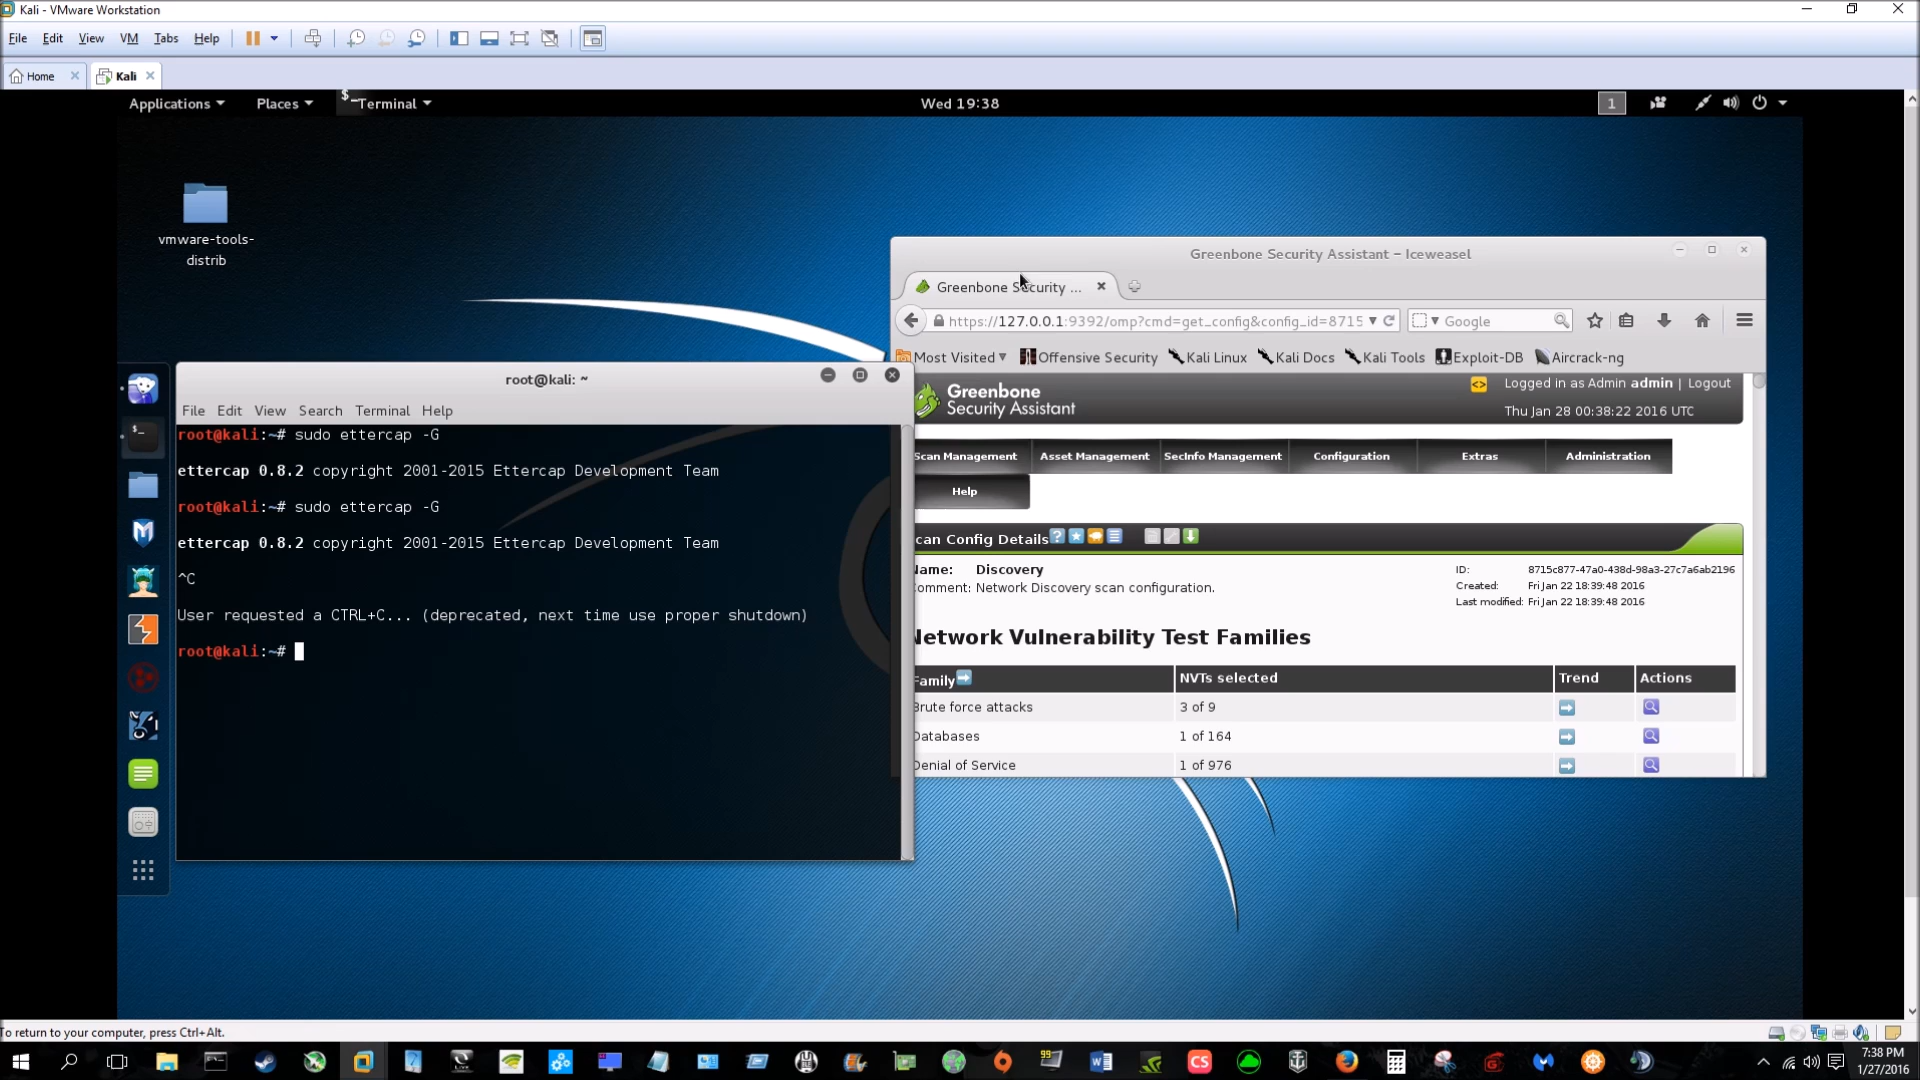 Kali - VMware Workstation
File Edit View VM Tabs Help
Home Kali
Applications Places Terminal Wed 19:38 1
vmware-tools-
distrib
Greenbone Security Assistant - Iceweasel
Greenbone Security ...
https://127.0.0.1:9392/omp?cmd=get_config&config_id=8715 Google
Most Visited Offensive Security Kali Linux Kali Docs Kali Tools Exploit-DB Aircrack-ng
Greenbone
Security Assistant
Logged in as Admin admin | Logout
Thu Jan 28 00:38:22 2016 UTC
Scan Management Asset Management SecInfo Management Configuration Extras Administration
Help
can Config Details
Name: Discovery
omment: Network Discovery scan configuration.
ID: 8715c877-47a0-438d-98a3-27c7a6ab2196
Created: Fri Jan 22 18:39:48 2016
Last modified: Fri Jan 22 18:39:48 2016
Network Vulnerability Test Families
Family NVTs selected Trend Actions
Brute force attacks 3 of 9
Databases 1 of 164
Denial of Service 1 of 976
root@kali: ~
File Edit View Search Terminal Help
root@kali:~# sudo ettercap -G
ettercap 0.8.2 copyright 2001-2015 Ettercap Development Team
root@kali:~# sudo ettercap -G
ettercap 0.8.2 copyright 2001-2015 Ettercap Development Team
^C
User requested a CTRL+C... (deprecated, next time use proper shutdown)
root@kali:~#
To return to your computer, press Ctrl+Alt.
99
CS
7:38 PM
1/27/2016